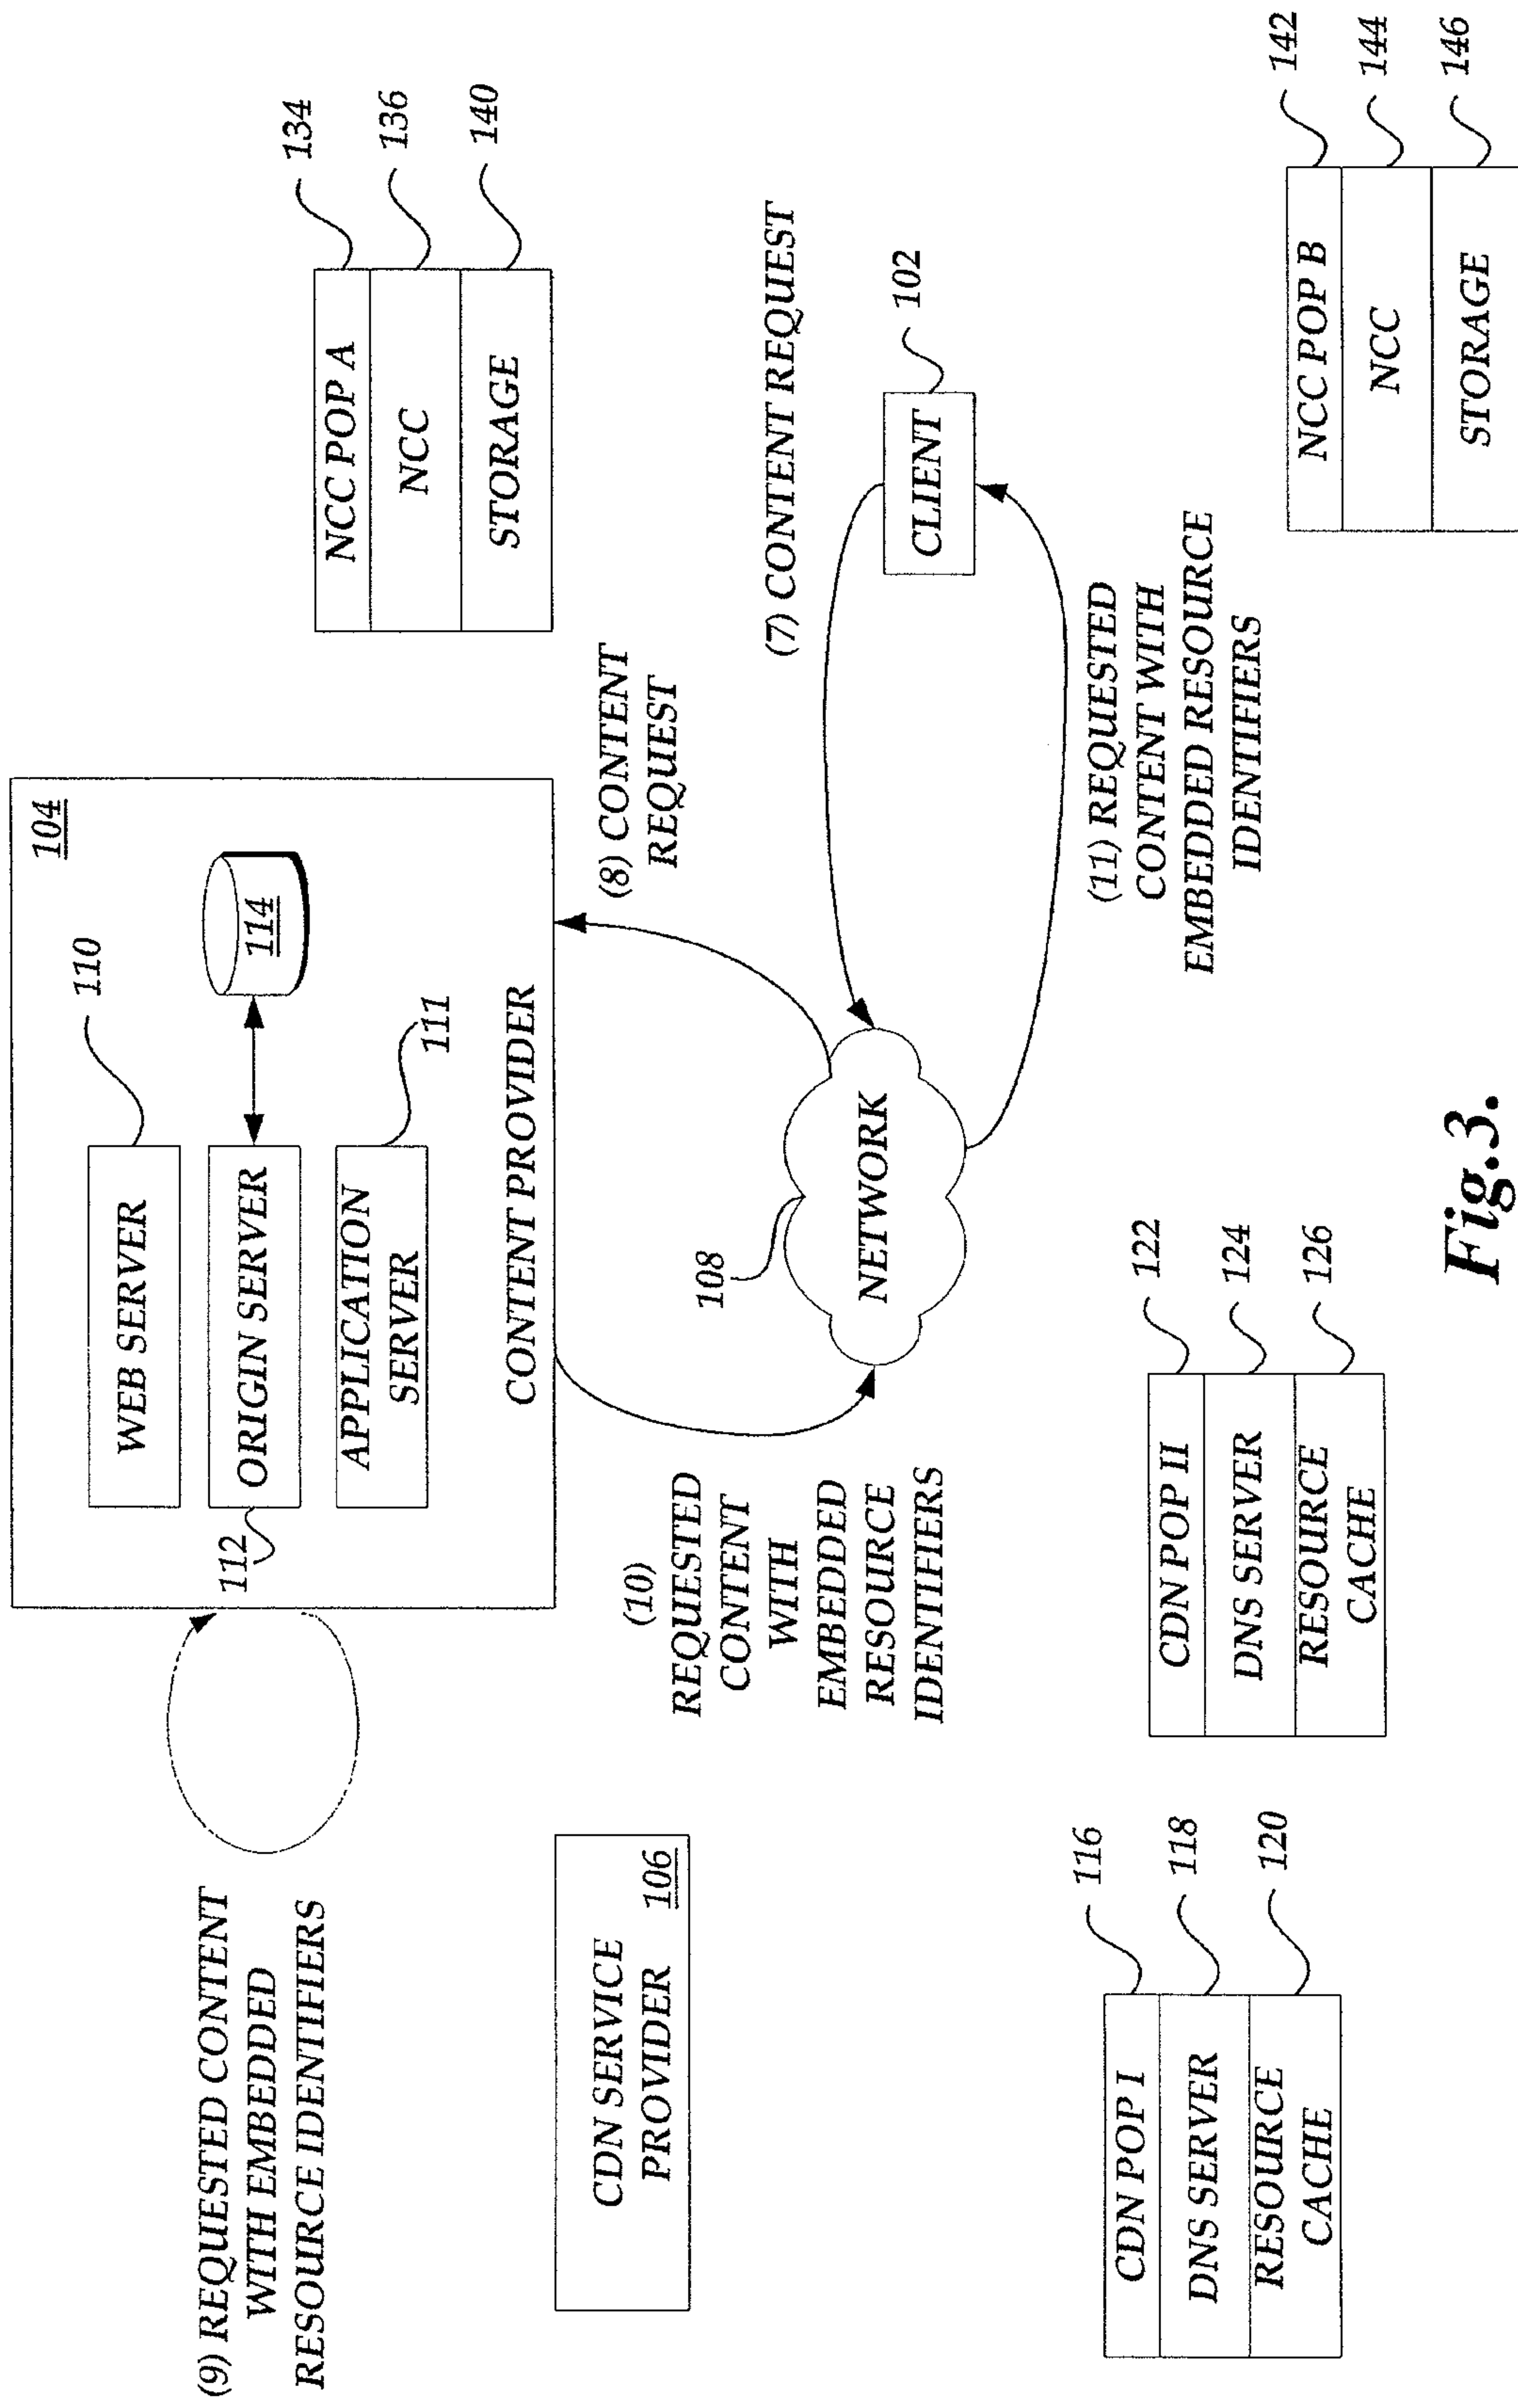 (9) REQUESTED CONTENT
WITH EMBEDDED
RESOURCE IDENTIFIERS
104
WEB SERVER
110
112
ORIGIN SERVER
114
APPLICATION
SERVER
111
CONTENT PROVIDER
134
136
140
NCC POP A
NCC
STORAGE
CDN SERVICE
PROVIDER
106
(10)
REQUESTED
CONTENT
WITH
EMBEDDED
RESOURCE
IDENTIFIERS
(8) CONTENT
REQUEST
(7) CONTENT REQUEST
108
NETWORK
CLIENT
102
(11) REQUESTED
CONTENT WITH
EMBEDDED RESOURCE
IDENTIFIERS
CDN POP I
DNS SERVER
RESOURCE
CACHE
116
118
120
CDN POP II
DNS SERVER
RESOURCE
CACHE
122
124
126
NCC POP B
NCC
STORAGE
142
144
146
Fig.3.